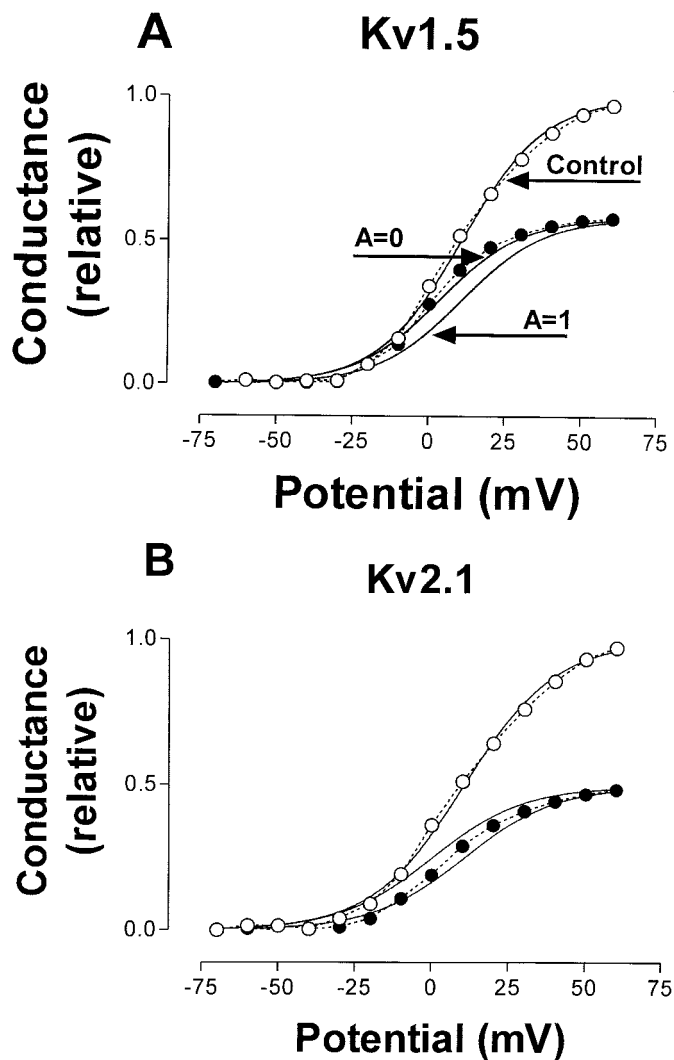 A
Kv1.5
Conductance
(relative)
1.0
0.5
0.0
Control
A=0
A=1
-75 -50 -25 0 25 50 75
Potential (mV)
B
Kv2.1
Conductance
(relative)
1.0
0.5
0.0
-75 -50 -25 0 25 50 75
Potential (mV)